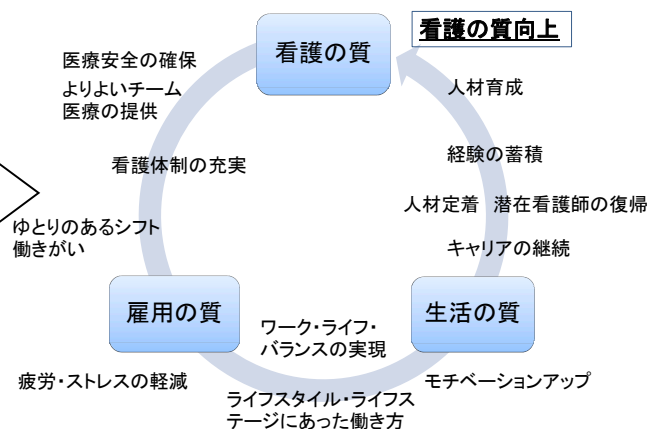 看護の質向上
看護の質
医療安全の確保
よりよいチーム
医療の提供
人材育成
看護体制の充実
経験の蓄積
人材定着 潜在看護師の復帰
ゆとりのあるシフト
働きがい
キャリアの継続
雇用の質
生活の質
ワーク・ライフ・
バランスの実現
疲労・ストレスの軽減
モチベーションアップ
ライフスタイル・ライフス
テージにあった働き方